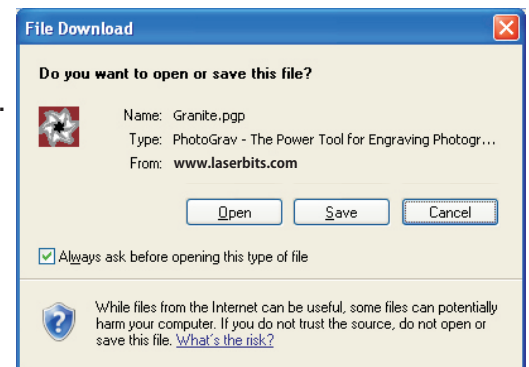 File Download
Do you want to open or save this file?
Name: Granite.pgp
Type: PhotoGrav - The Power Tool for Engraving Photogr...
From: www.laserbits.com
Open Save Cancel
Always ask before opening this type of file
While files from the Internet can be useful, some files can potentially
harm your computer. If you do not trust the source, do not open or
save this file. What's the risk?